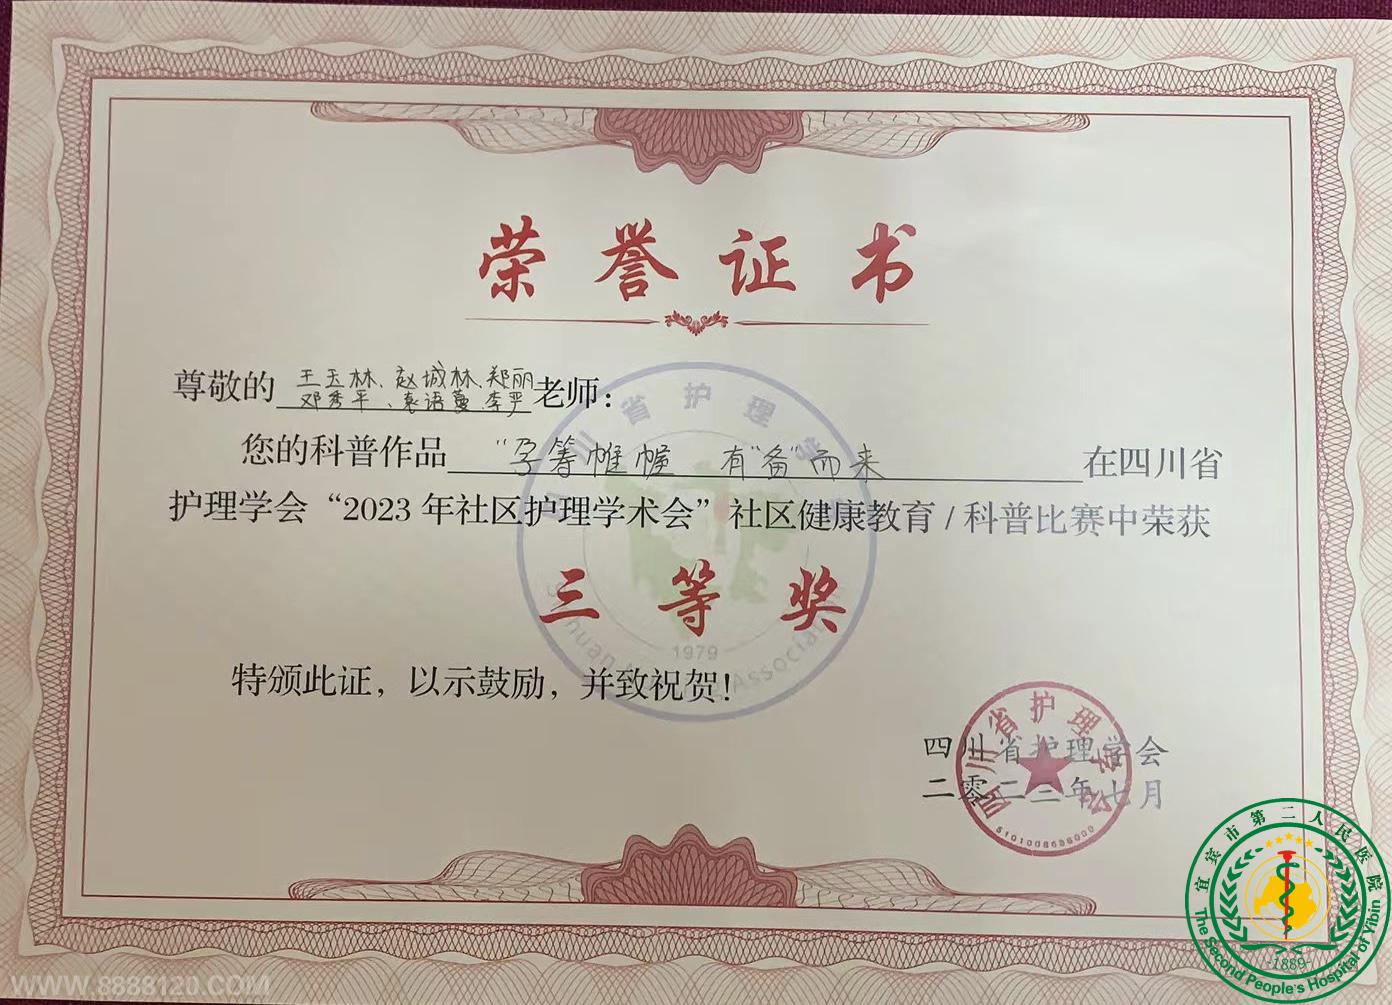 荣誉证书
尊敬的 王玉林、赵城林、郑丽
邓秀平、袁语蔓、李严 老师：
您的科普作品 “孕筹帷幄 有“备”而来 在四川省
护理学会“2023年社区护理学术会”社区健康教育/科普比赛中荣获
三等奖
1979
特颁此证，以示鼓励，并致祝贺！
四川省护理学会
二零二三年七月
四川省护理学会
5101008688000
宜宾市第二人民医院
-1889-
The Second People's Hospital of Yibin
WWW.8888120.COM